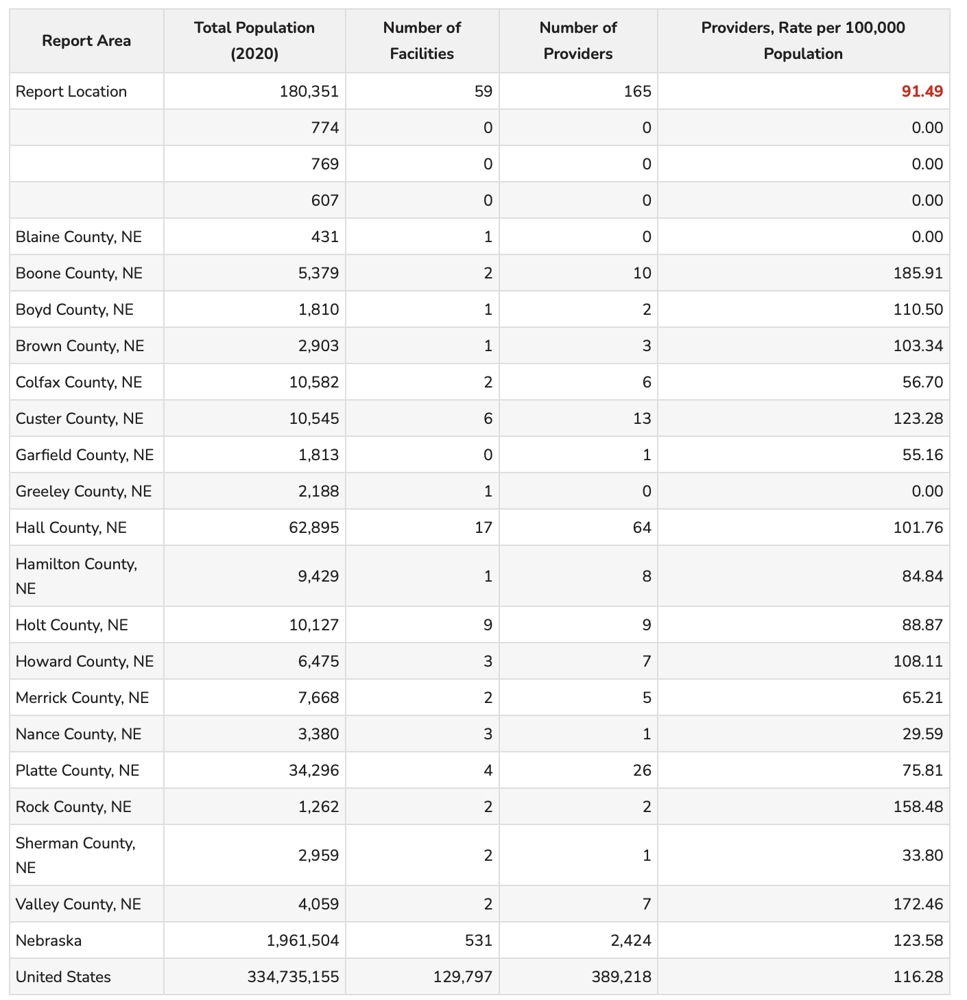 Report Area Total Population (2020) Number of Facilities Number of Providers Providers, Rate per 100,000 Population
Report Location 180,351 59 165 91.49
774 0 0 0.00
769 0 0 0.00
607 0 0 0.00
Blaine County, NE 431 1 0 0.00
Boone County, NE 5,379 2 10 185.91
Boyd County, NE 1,810 1 2 110.50
Brown County, NE 2,903 1 3 103.34
Colfax County, NE 10,582 2 6 56.70
Custer County, NE 10,545 6 13 123.28
Garfield County, NE 1,813 0 1 55.16
Greeley County, NE 2,188 1 0 0.00
Hall County, NE 62,895 17 64 101.76
Hamilton County, NE 9,429 1 8 84.84
Holt County, NE 10,127 9 9 88.87
Howard County, NE 6,475 3 7 108.11
Merrick County, NE 7,668 2 5 65.21
Nance County, NE 3,380 3 1 29.59
Platte County, NE 34,296 4 26 75.81
Rock County, NE 1,262 2 2 158.48
Sherman County, NE 2,959 2 1 33.80
Valley County, NE 4,059 2 7 172.46
Nebraska 1,961,504 531 2,424 123.58
United States 334,735,155 129,797 389,218 116.28